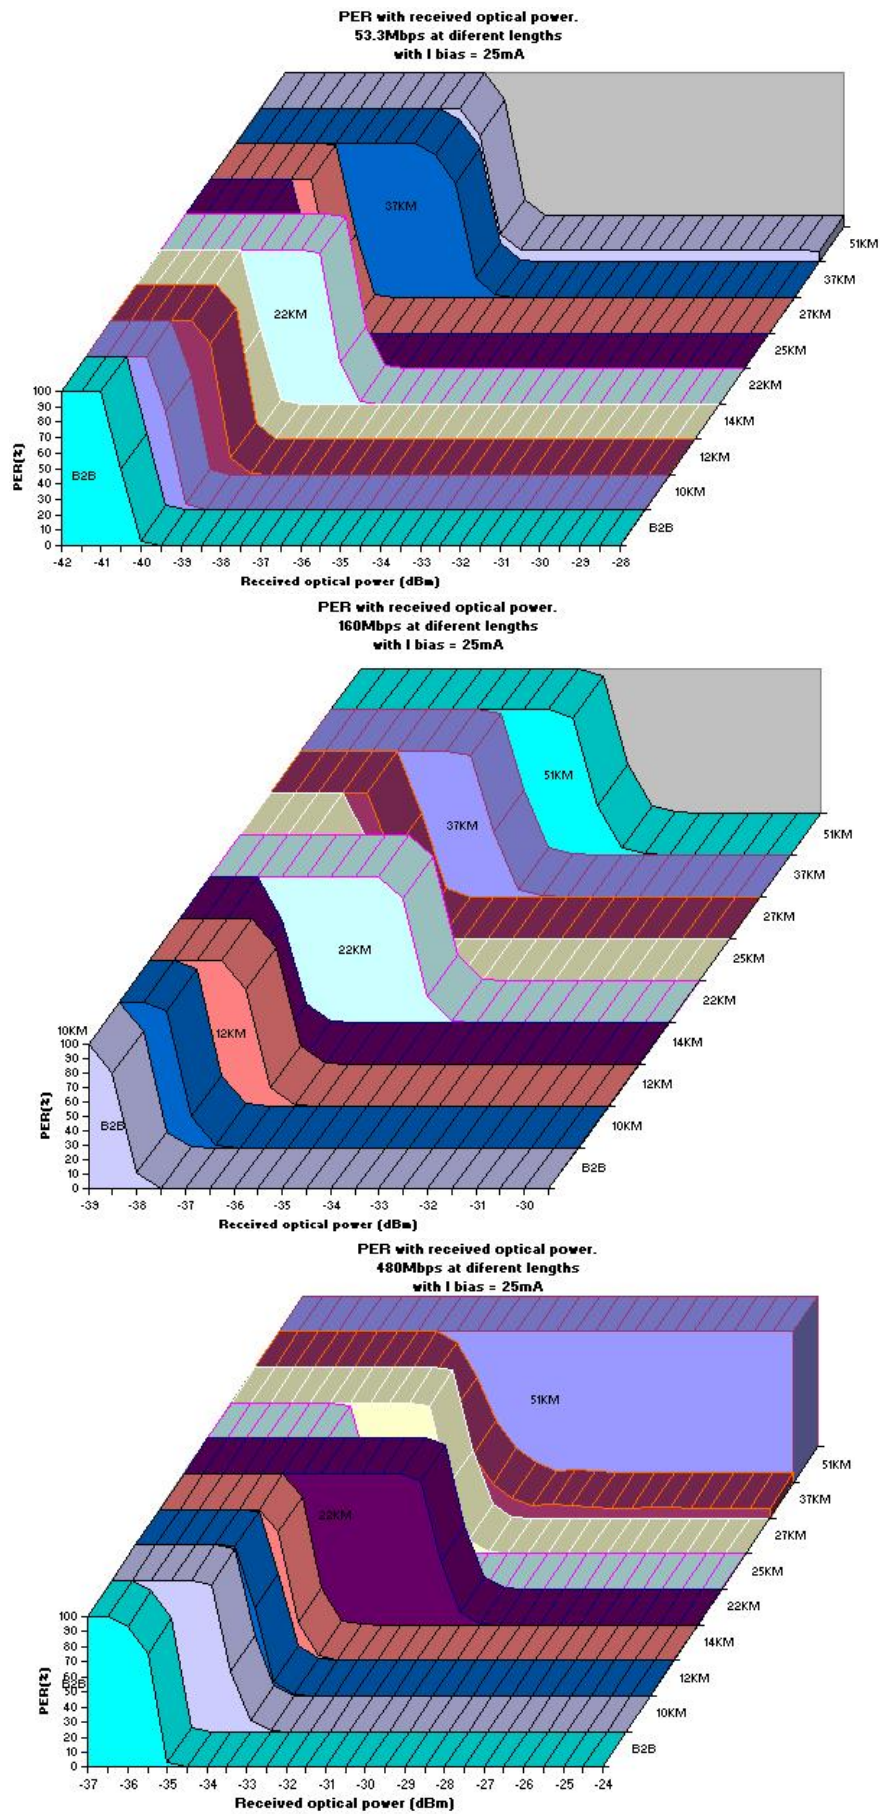 PER with received optical power.
53.3Mbps at diferent lengths
with I bias = 25mA
51KM
37KM
37KM
27KM
25KM
22KM
22KM
14KM
12KM
10KM
B2B
B2B
100
90
80
70
60
50
40
30
20
10
0
PER(%)
-42 -41 -40 -39 -38 -37 -36 -35 -34 -33 -32 -31 -30 -29 -28
Received optical power (dBm)
PER with received optical power.
160Mbps at diferent lengths
with I bias = 25mA
51KM
51KM
37KM
37KM
27KM
25KM
22KM
22KM
14KM
12KM
12KM
10KM
10KM
B2B
B2B
100
90
80
70
60
50
40
30
20
10
0
PER(%)
-39 -38 -37 -36 -35 -34 -33 -32 -31 -30
Received optical power (dBm)
PER with received optical power.
480Mbps at diferent lengths
with I bias = 25mA
51KM
51KM
37KM
27KM
25KM
22KM
22KM
14KM
12KM
10KM
B2B
B2B
100
90
80
70
60
50
40
30
20
10
0
PER(%)
-37 -36 -35 -34 -33 -32 -31 -30 -29 -28 -27 -26 -25 -24
Received optical power (dBm)